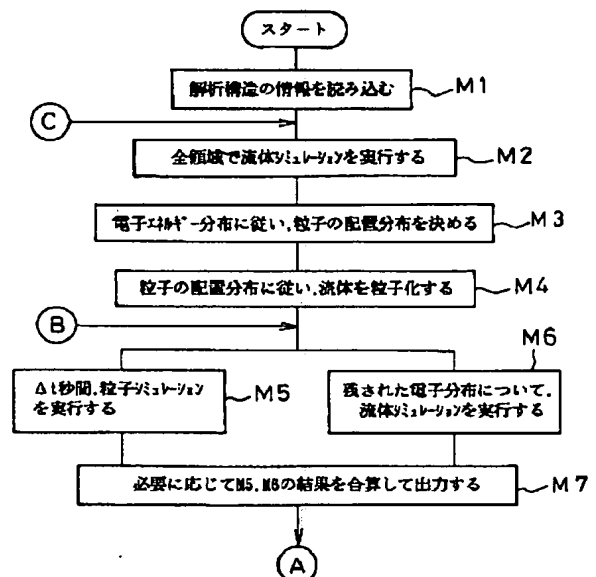 スタート
解析構造の情報を読み込む
M1
C
全領域で流体シミュレーションを実行する
M2
電子エネルギー分布に従い,粒子の配置分布を決める
M3
粒子の配置分布に従い,流体を粒子化する
M4
B
M6
Δt秒間,粒子シミュレーション
を実行する
M5
残された電子分布について,
流体シミュレーションを実行する
必要に応じてM5,M6の結果を合算して出力する
M7
A